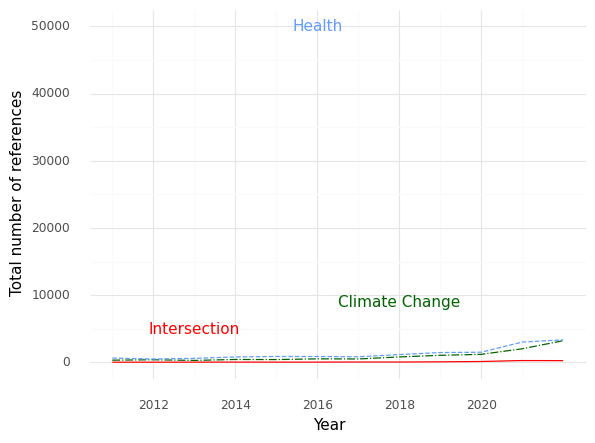 50000
40000
30000
20000
10000
0
Total number of references
Health
Climate Change
Intersection
2012
2014
2016
2018
2020
Year